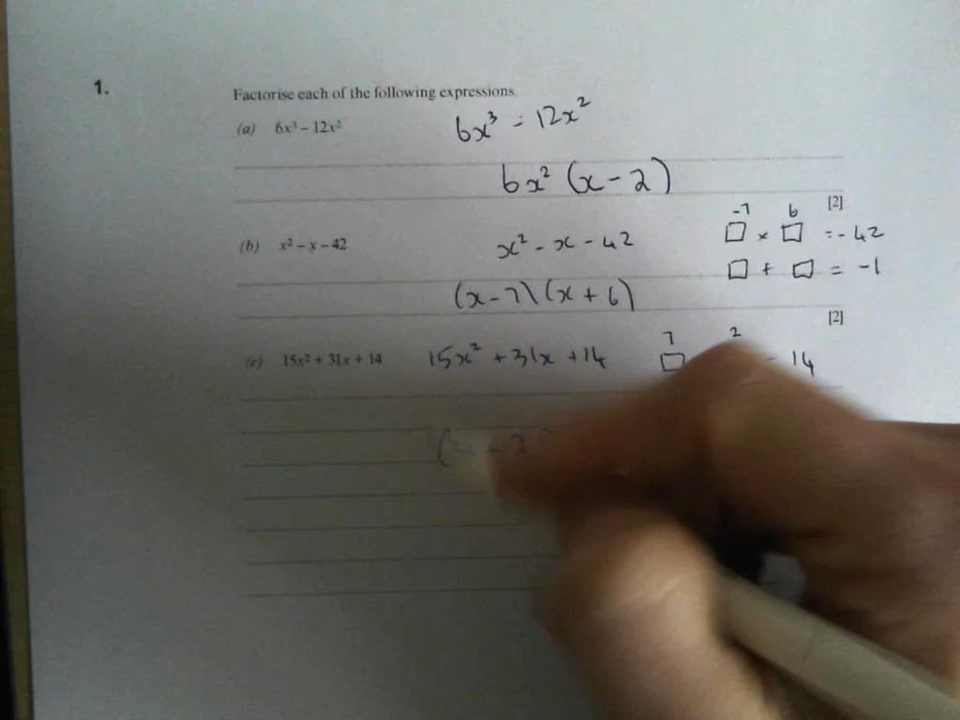 1.
Factorise each of the following expressions.
(a) 6x³ – 12x² 6x³ - 12x²
6x² (x - 2)
[2]
-7 6
(b) x² – x – 42 x² - x - 42 □ × □ = - 42
□ + □ = -1
(x - 7)(x + 6)
[2]
7 2
(c) 15x² + 31x + 14 15x² + 31x + 14 □ 14